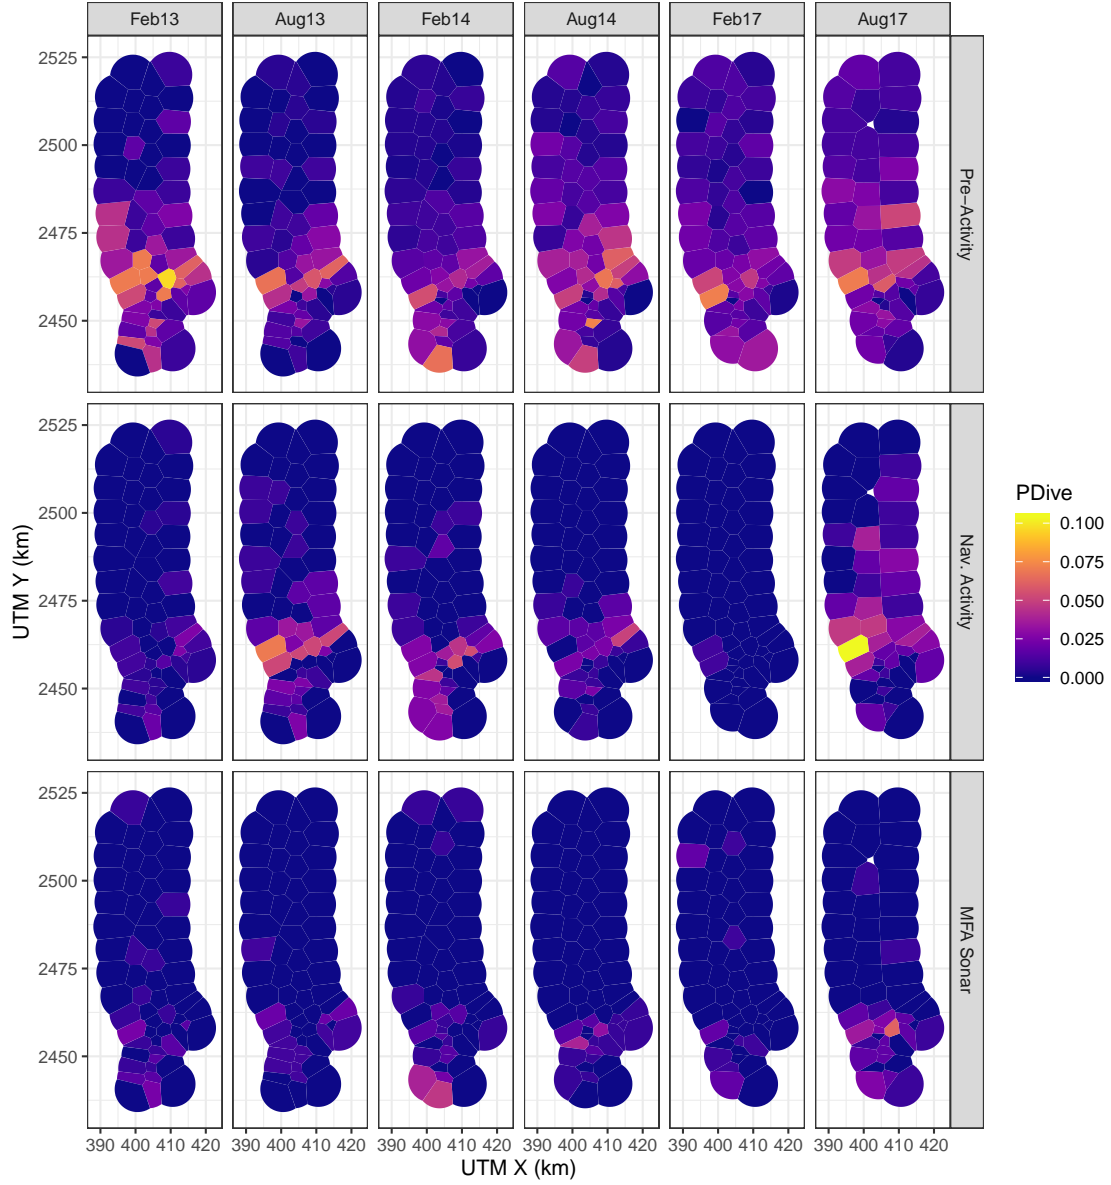 Feb13 Aug13 Feb14 Aug14 Feb17 Aug17
2525
2500
2475
2450
Pre−Activity
2525
2500
2475
2450
Nav. Activity
2525
2500
2475
2450
MFA Sonar
UTM Y (km)
390 400 410 420 390 400 410 420 390 400 410 420 390 400 410 420 390 400 410 420 390 400 410 420
UTM X (km)
PDive
0.100
0.075
0.050
0.025
0.000